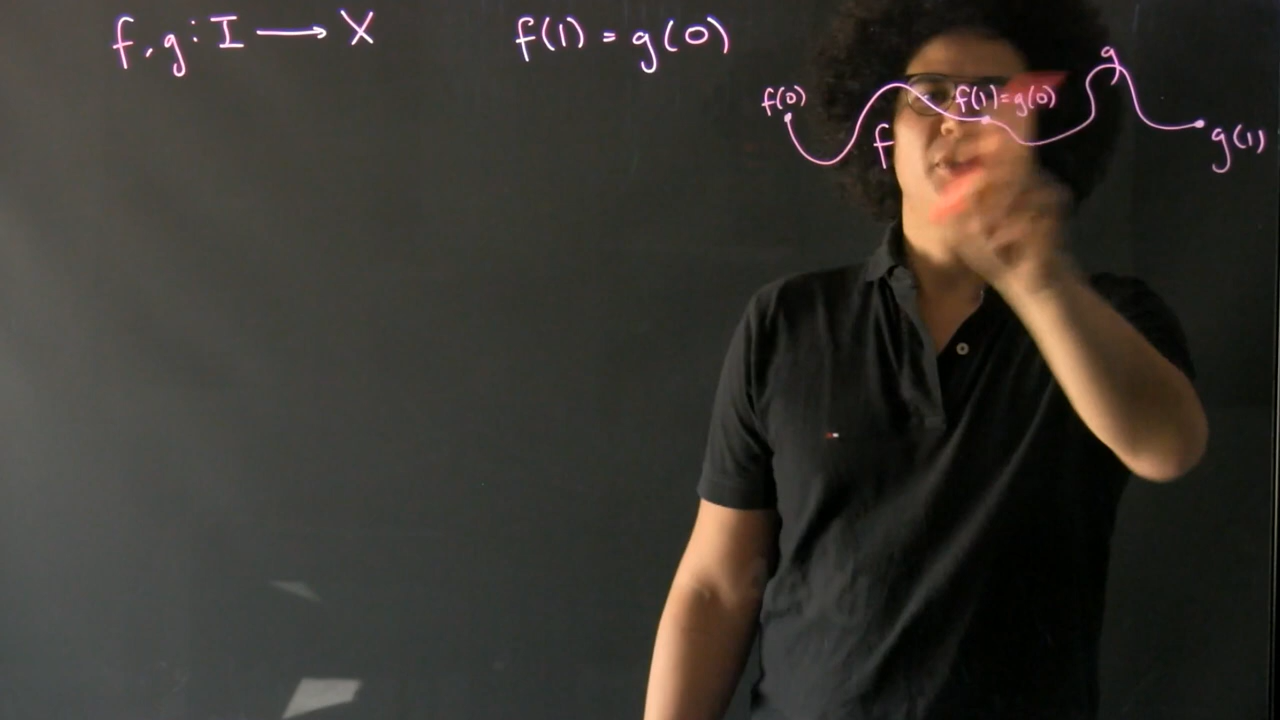 f, g : I ⟶ X
f(1) = g(0)
g
f(0)
f(1)=g(0)
f
g(1)